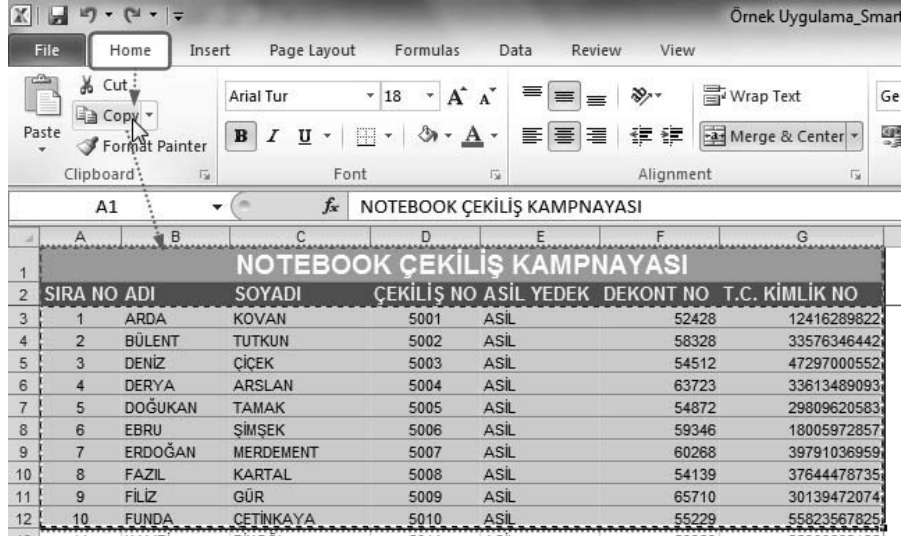 Örnek Uygulama_Smar
File Home Insert Page Layout Formulas Data Review View
Cut
Copy
Format Painter
Paste
Arial Tur 18
Wrap Text
Merge & Center
Ge
Clipboard Font Alignment
A1 fx NOTEBOOK ÇEKİLİŞ KAMPNAYASI
A B C D E F G
1 NOTEBOOK ÇEKİLİŞ KAMPNAYASI
2 SIRA NO ADI SOYADI ÇEKİLİŞ NO ASİL YEDEK DEKONT NO T.C. KİMLİK NO
3 1 ARDA KOVAN 5001 ASİL 52428 12416289822
4 2 BÜLENT TUTKUN 5002 ASİL 58328 33576346442
5 3 DENİZ ÇİÇEK 5003 ASİL 54512 47297000552
6 4 DERYA ARSLAN 5004 ASİL 63723 33613489093
7 5 DOĞUKAN TAMAK 5005 ASİL 54872 29809620583
8 6 EBRU ŞİMŞEK 5006 ASİL 59346 18005972857
9 7 ERDOĞAN MERDEMENT 5007 ASİL 60268 39791036959
10 8 FAZIL KARTAL 5008 ASİL 54139 37644478735
11 9 FİLİZ GÜR 5009 ASİL 65710 30139472074
12 10 FUNDA ÇETİNKAYA 5010 ASİL 55229 55823567825